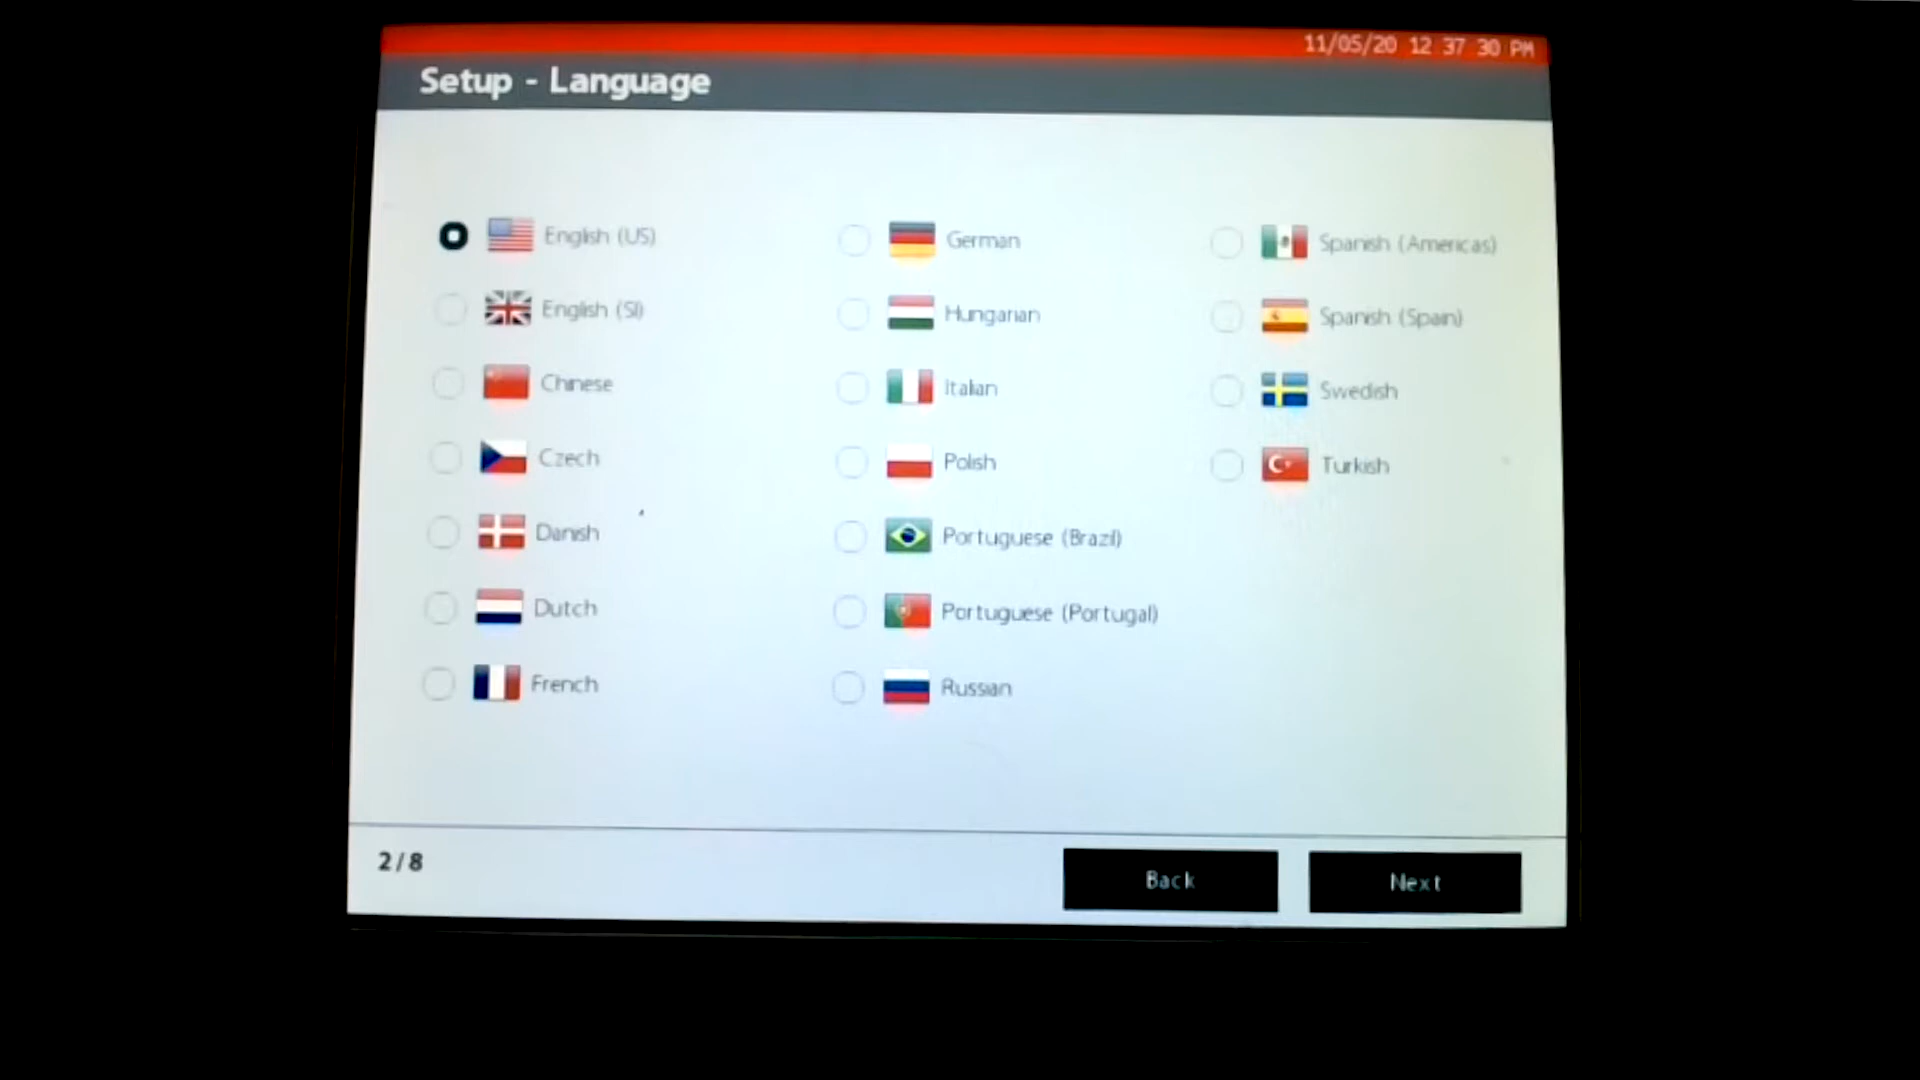 11/05/20 12 37 30 PM
Setup - Language
English (US)
English (SI)
Chinese
Czech
Danish
Dutch
French
German
Hungarian
Italian
Polish
Portuguese (Brazil)
Portuguese (Portugal)
Russian
Spanish (Americas)
Spanish (Spain)
Swedish
Turkish
2/8
Back
Next